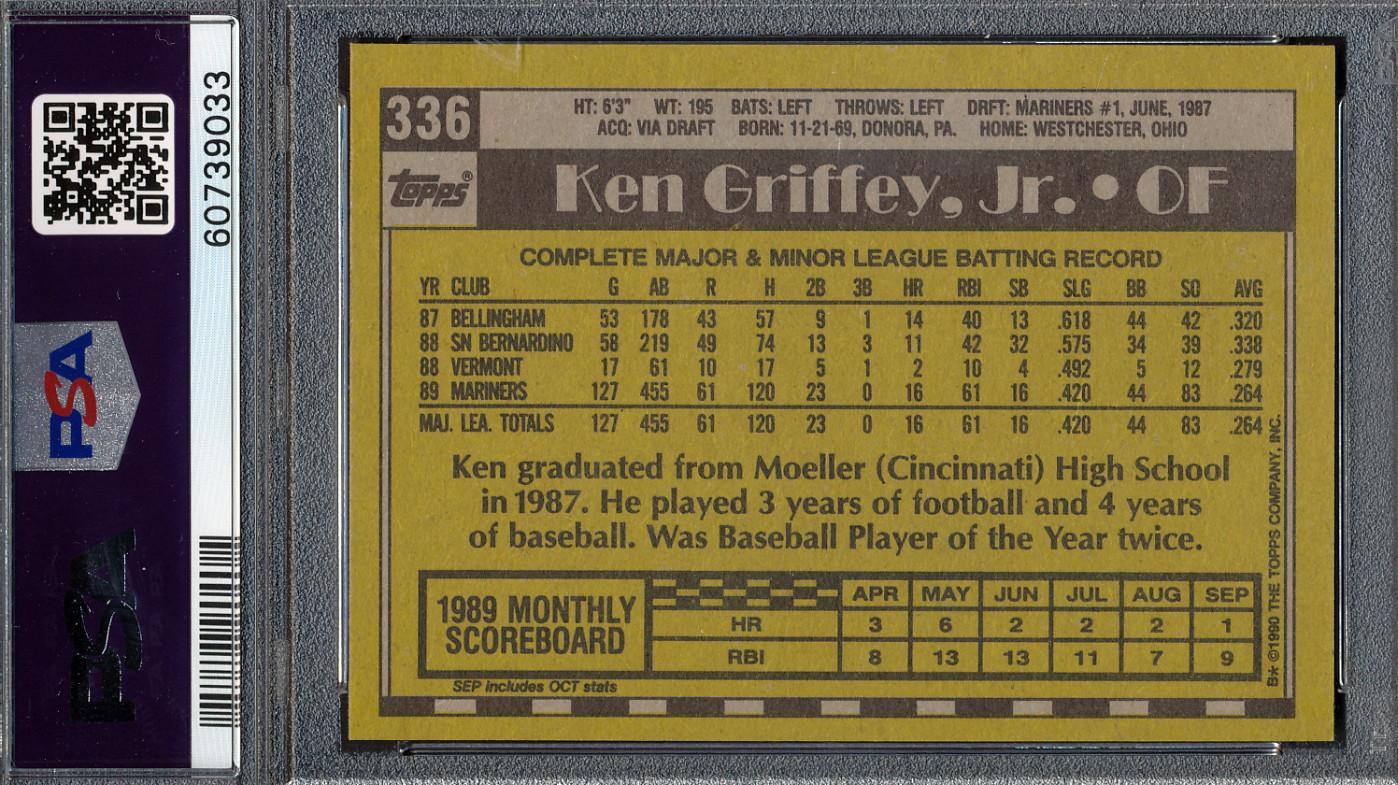 60739033
PSA
PSA
336
HT: 6'3" WT: 195 BATS: LEFT THROWS: LEFT DRFT: MARINERS #1, JUNE, 1987
ACQ: VIA DRAFT BORN: 11-21-69, DONORA, PA. HOME: WESTCHESTER, OHIO
topps®
Ken Griffey, Jr. • OF
COMPLETE MAJOR & MINOR LEAGUE BATTING RECORD
YR CLUB G AB R H 2B 3B HR RBI SB SLG BB SO AVG
87 BELLINGHAM 53 178 43 57 9 1 14 40 13 .618 44 42 .320
88 SN BERNARDINO 58 219 49 74 13 3 11 42 32 .575 34 39 .338
88 VERMONT 17 61 10 17 5 1 2 10 4 .492 5 12 .279
89 MARINERS 127 455 61 120 23 0 16 61 16 .420 44 83 .264
MAJ. LEA. TOTALS 127 455 61 120 23 0 16 61 16 .420 44 83 .264
Ken graduated from Moeller (Cincinnati) High School
in 1987. He played 3 years of football and 4 years
of baseball. Was Baseball Player of the Year twice.
1989 MONTHLY
SCOREBOARD
APR MAY JUN JUL AUG SEP
HR 3 6 2 2 2 1
RBI 8 13 13 11 7 9
SEP includes OCT stats
B* ©1990 THE TOPPS COMPANY, INC.